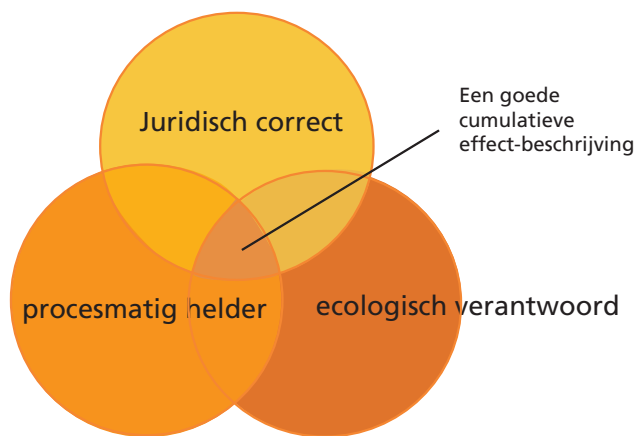 Juridisch correct
Een goede
cumulatieve
effect-beschrijving
procesmatig helder
ecologisch verantwoord